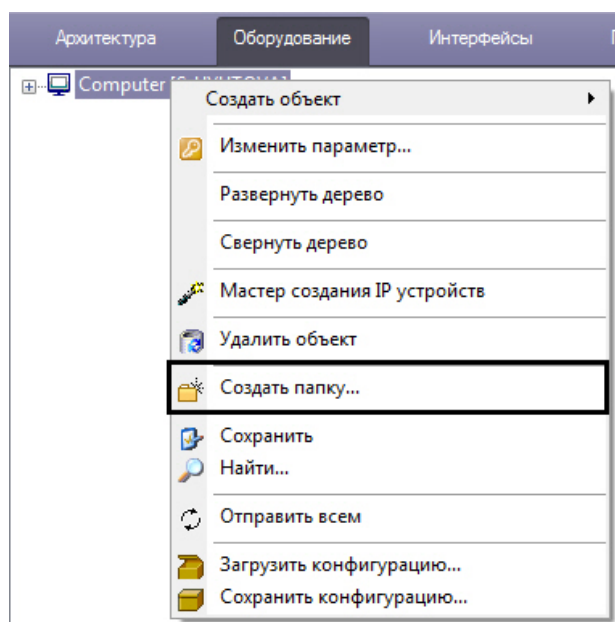 Архитектура Оборудование Интерфейсы
Computer
Создать объект
Изменить параметр...
Развернуть дерево
Свернуть дерево
Мастер создания IP устройств
Удалить объект
Создать папку...
Сохранить
Найти...
Отправить всем
Загрузить конфигурацию...
Сохранить конфигурацию...